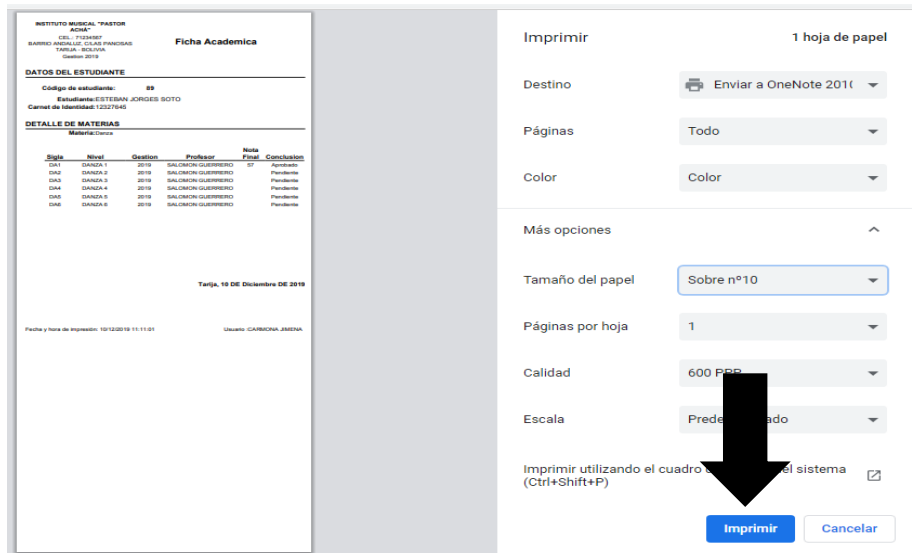 INSTITUTO MUSICAL "PASTOR
ACHÁ"
CEL.: 71234567
BARRIO ANDALUZ, C/LAS PANOSAS
TARIJA - BOLIVIA
Gestion 2019
Ficha Academica
DATOS DEL ESTUDIANTE
Código de estudiante: 89
Estudiante:ESTEBAN JORGES SOTO
Carnet de Identidad:12327645
DETALLE DE MATERIAS
Materia:Danza
Sigla Nivel Gestion Profesor Nota Final Conclusion
DA1 DANZA 1 2019 SALOMON GUERRERO 57 Aprobado
DA2 DANZA 2 2019 SALOMON GUERRERO Pendiente
DA3 DANZA 3 2019 SALOMON GUERRERO Pendiente
DA4 DANZA 4 2019 SALOMON GUERRERO Pendiente
DA5 DANZA 5 2019 SALOMON GUERRERO Pendiente
DA6 DANZA 6 2019 SALOMON GUERRERO Pendiente
Tarija, 10 DE Diciembre DE 2019
Fecha y hora de impresión: 10/12/2019 11:11:01 Usuario :CARMONA JIMENA
Imprimir 1 hoja de papel
Destino Enviar a OneNote 201
Páginas Todo
Color Color
Más opciones
Tamaño del papel Sobre nº10
Páginas por hoja 1
Calidad 600 PPP
Escala
Imprimir utilizando el sistema
(Ctrl+Shift+P)
Imprimir Cancelar